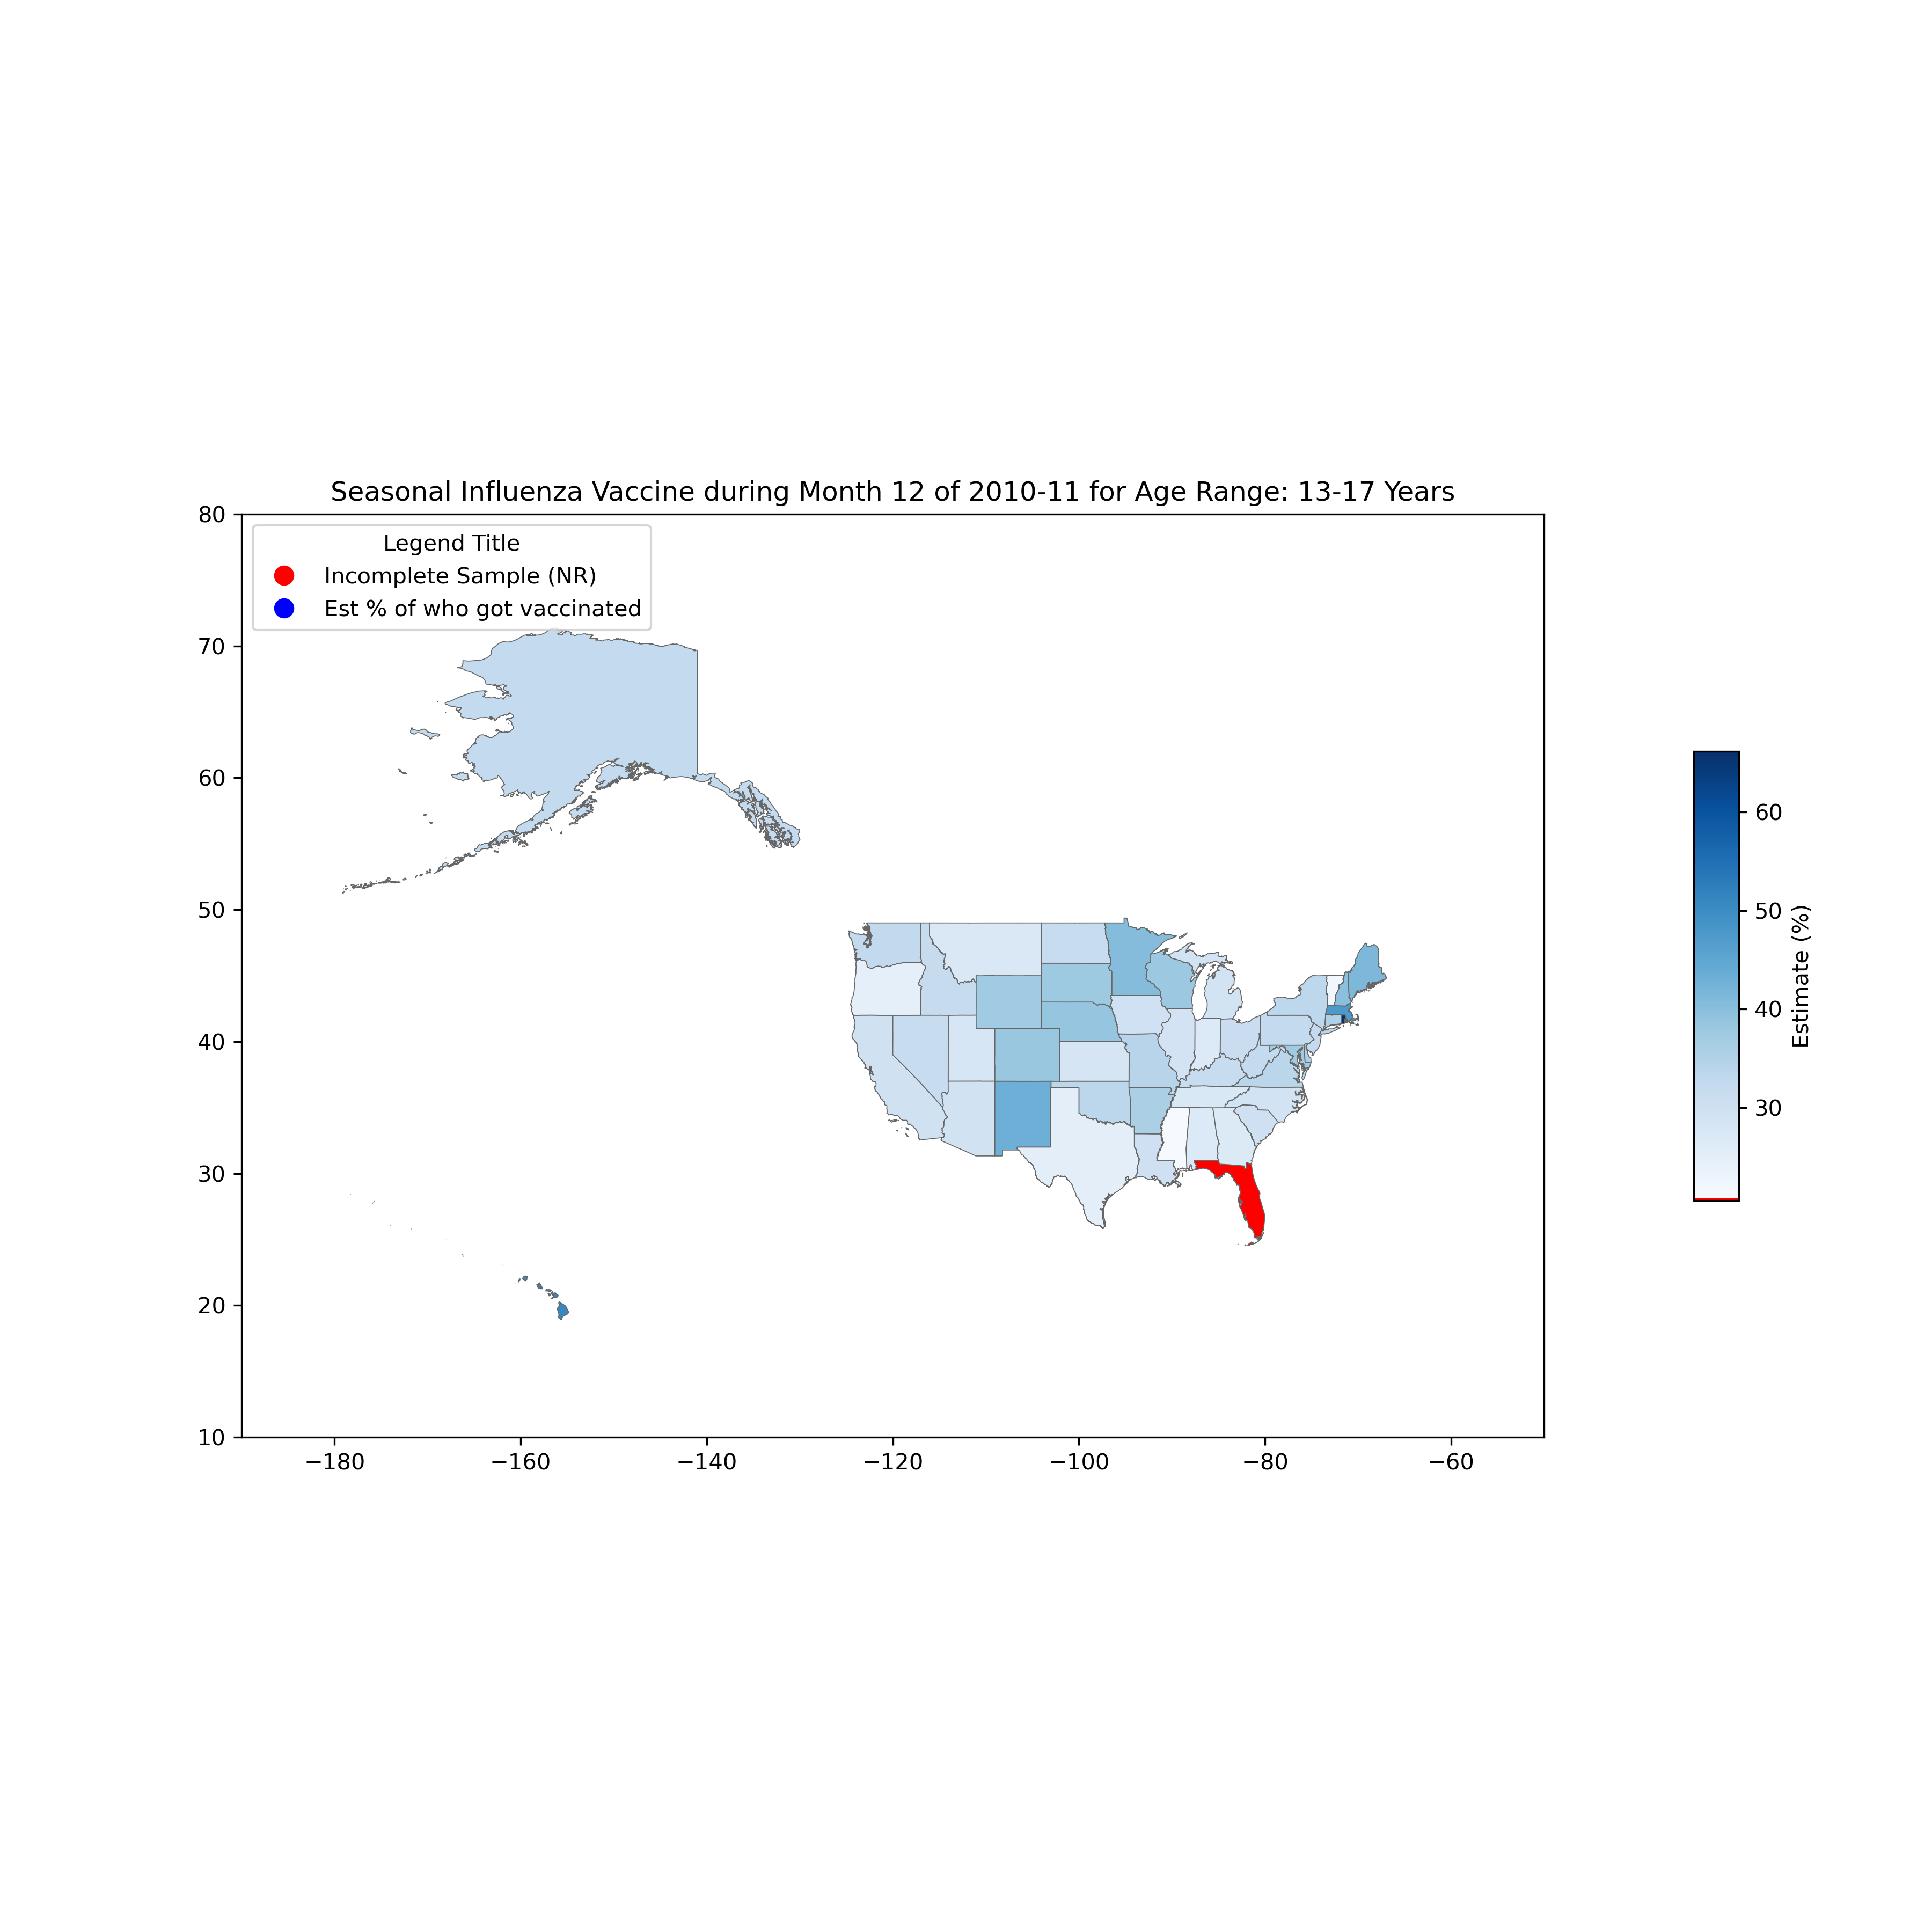 Seasonal Influenza Vaccine during Month 12 of 2010-11 for Age Range: 13-17 Years
Legend Title
Incomplete Sample (NR)
Est % of who got vaccinated
80
70
60
50
40
30
20
10
−180 −160 −140 −120 −100 −80 −60
60
50
40
30
Estimate (%)